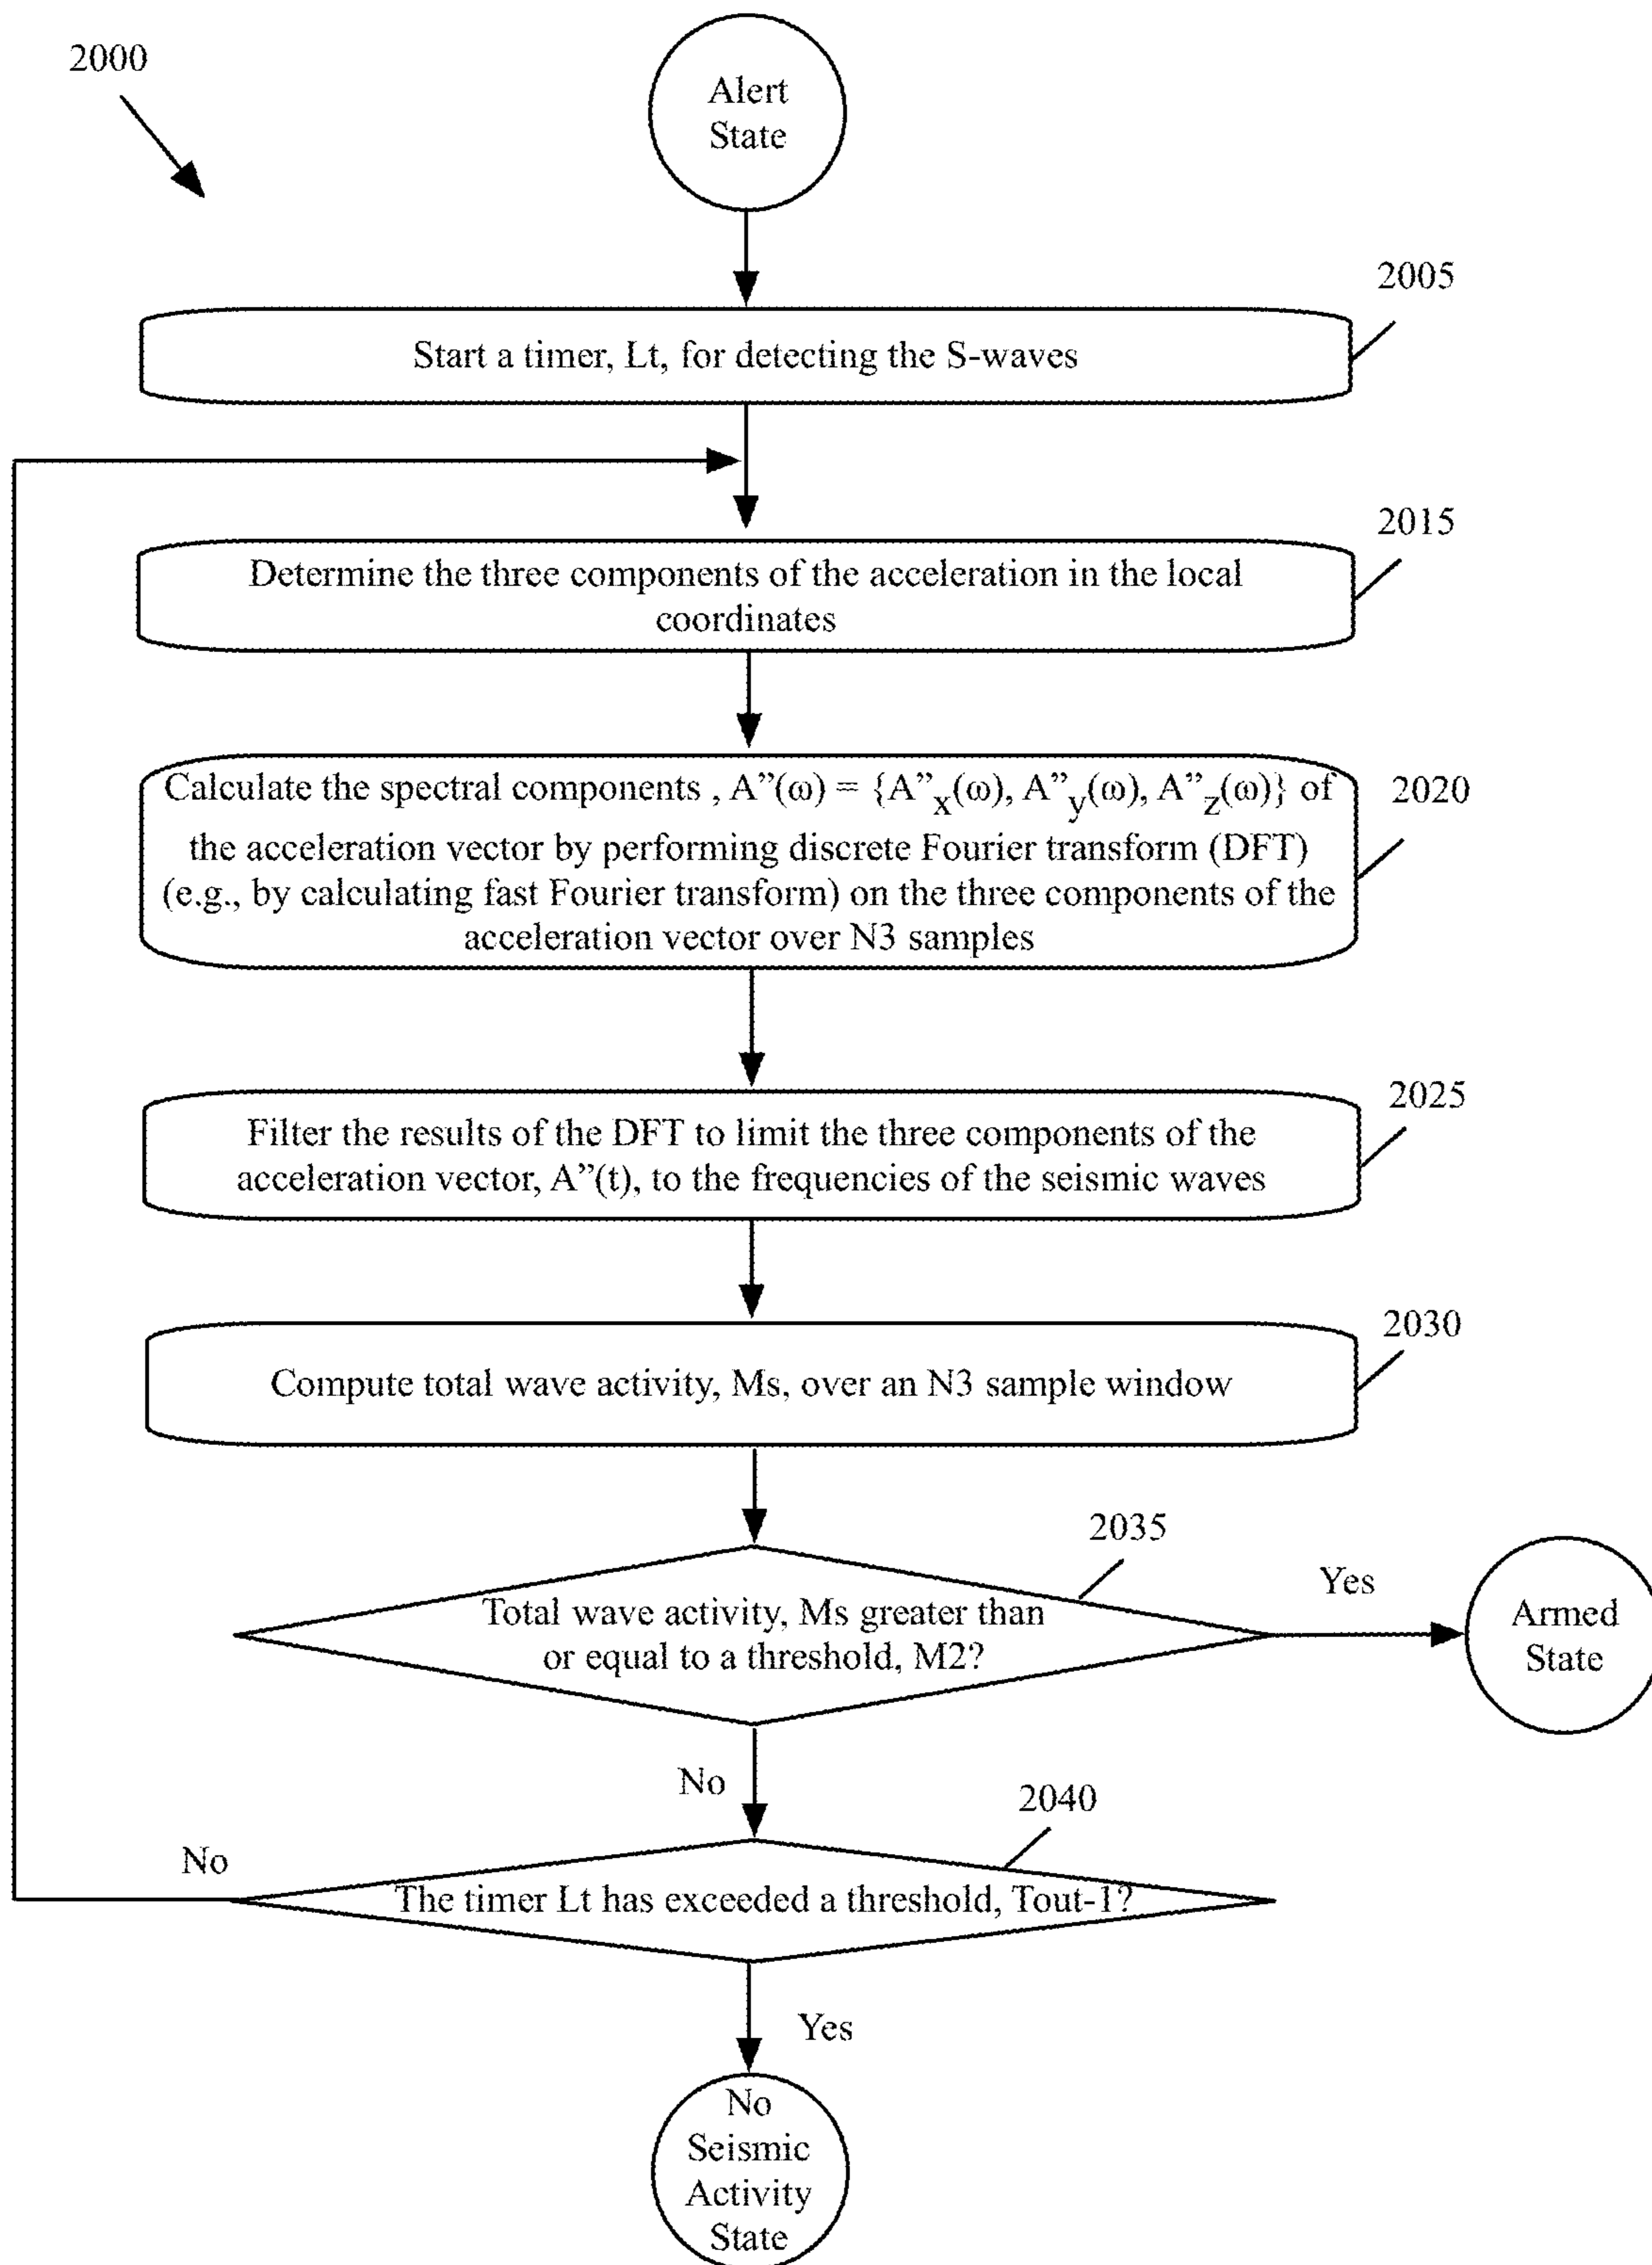 2000
Alert
State
2005
Start a timer, Lt, for detecting the S-waves
2015
Determine the three components of the acceleration in the local
coordinates
2020
Calculate the spectral components , A”(ω) = {A”x(ω), A”y(ω), A”z(ω)} of
the acceleration vector by performing discrete Fourier transform (DFT)
(e.g., by calculating fast Fourier transform) on the three components of the
acceleration vector over N3 samples
2025
Filter the results of the DFT to limit the three components of the
acceleration vector, A”(t), to the frequencies of the seismic waves
2030
Compute total wave activity, Ms, over an N3 sample window
2035
Total wave activity, Ms greater than
or equal to a threshold, M2?
Yes
Armed
State
No
2040
The timer Lt has exceeded a threshold, Tout-1?
No
Yes
No
Seismic
Activity
State